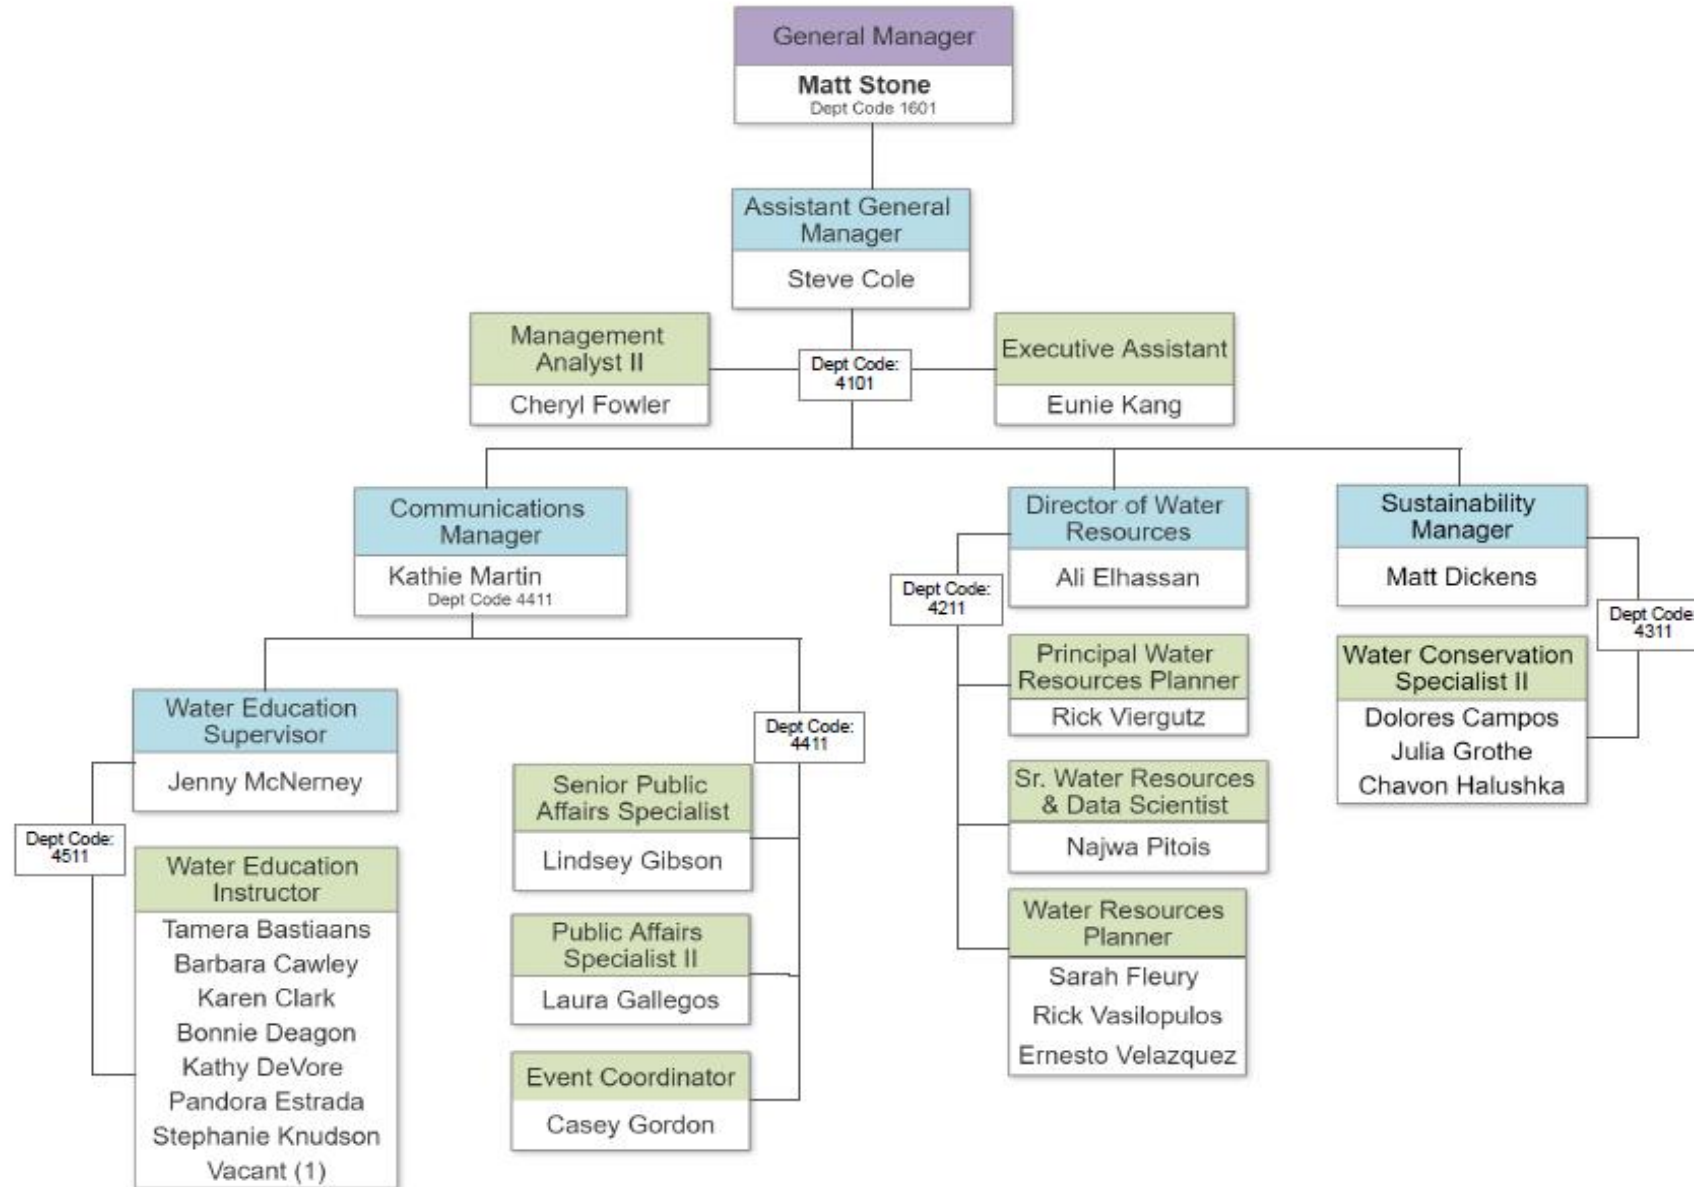 General Manager
Matt Stone
Dept Code 1601
Assistant General
Manager
Steve Cole
Management
Analyst II
Cheryl Fowler
Dept Code:
4101
Executive Assistant
Eunie Kang
Communications
Manager
Kathie Martin
Dept Code 4411
Water Education
Supervisor
Jenny McNerney
Dept Code:
4511
Water Education
Instructor
Tamera Bastiaans
Barbara Cawley
Karen Clark
Bonnie Deagon
Kathy DeVore
Pandora Estrada
Stephanie Knudson
Vacant (1)
Dept Code:
4411
Senior Public
Affairs Specialist
Lindsey Gibson
Public Affairs
Specialist II
Laura Gallegos
Event Coordinator
Casey Gordon
Director of Water
Resources
Ali Elhassan
Dept Code:
4211
Principal Water
Resources Planner
Rick Viergutz
Sr. Water Resources
& Data Scientist
Najwa Pitois
Water Resources
Planner
Sarah Fleury
Rick Vasilopulos
Ernesto Velazquez
Sustainability
Manager
Matt Dickens
Dept Code:
4311
Water Conservation
Specialist II
Dolores Campos
Julia Grothe
Chavon Halushka